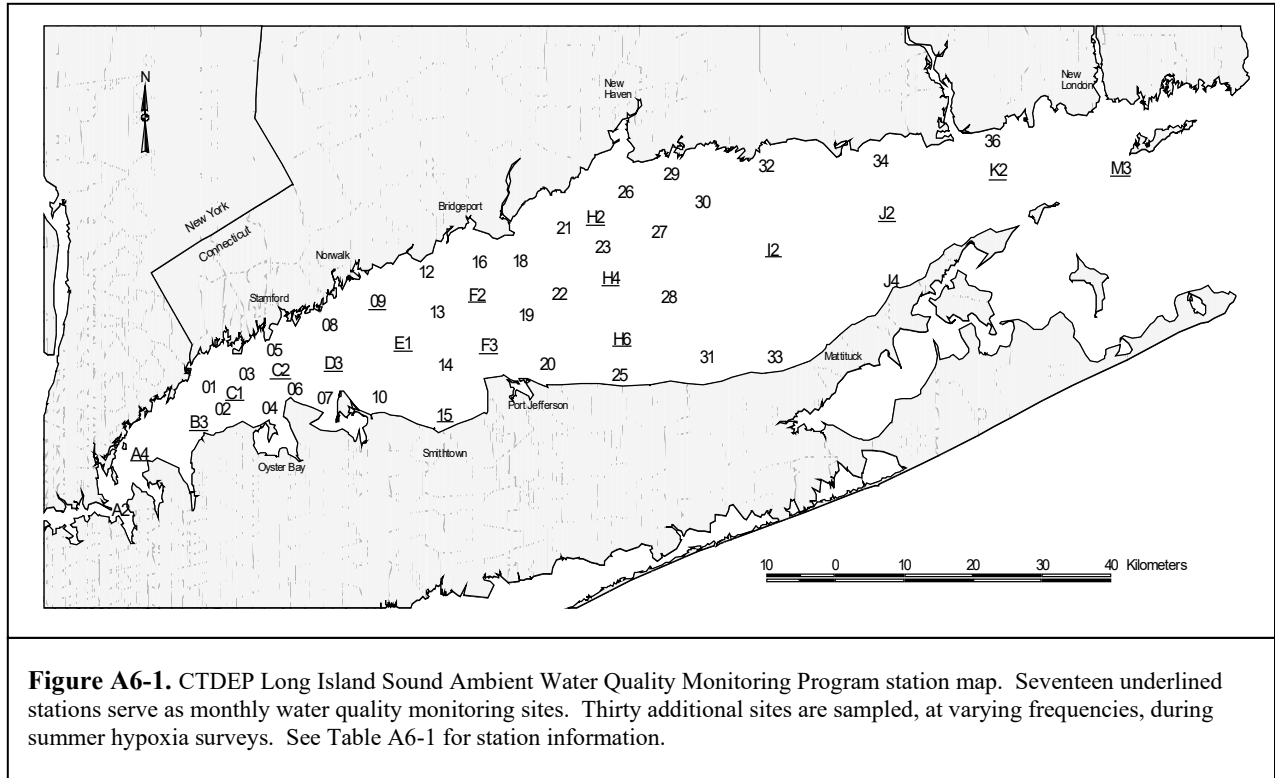 N
New
Haven
New
London
36
34
32
29
K2
M3
26
30
New York
Bridgeport
H2
J2
21
27
Connecticut
23
I2
Norwalk
16
18
12
H4
J4
Stamford
09
F2
22
28
13
19
08
E1
F3
H6
05
D3
14
20
31
33
Mattituck
03
C2
25
01
06
C1
07
10
Port Jefferson
02
04
15
B3
Smithtown
A4
Oyster Bay
A2
10 0 10 20 30 40 Kilometers
Figure A6-1. CTDEP Long Island Sound Ambient Water Quality Monitoring Program station map. Seventeen underlined
stations serve as monthly water quality monitoring sites. Thirty additional sites are sampled, at varying frequencies, during
summer hypoxia surveys. See Table A6-1 for station information.